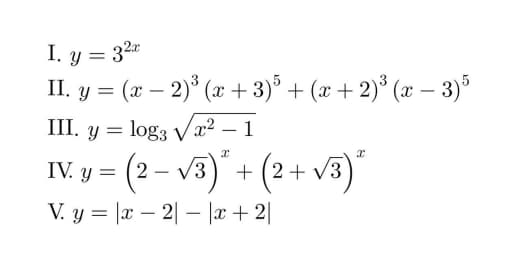 I. y = 3^{2x}
II. y = (x − 2)^3 (x + 3)^5 + (x + 2)^3 (x − 3)^5
III. y = log_3 √(x^2 − 1)
IV. y = (2 − √3)^x + (2 + √3)^x
V. y = |x − 2| − |x + 2|